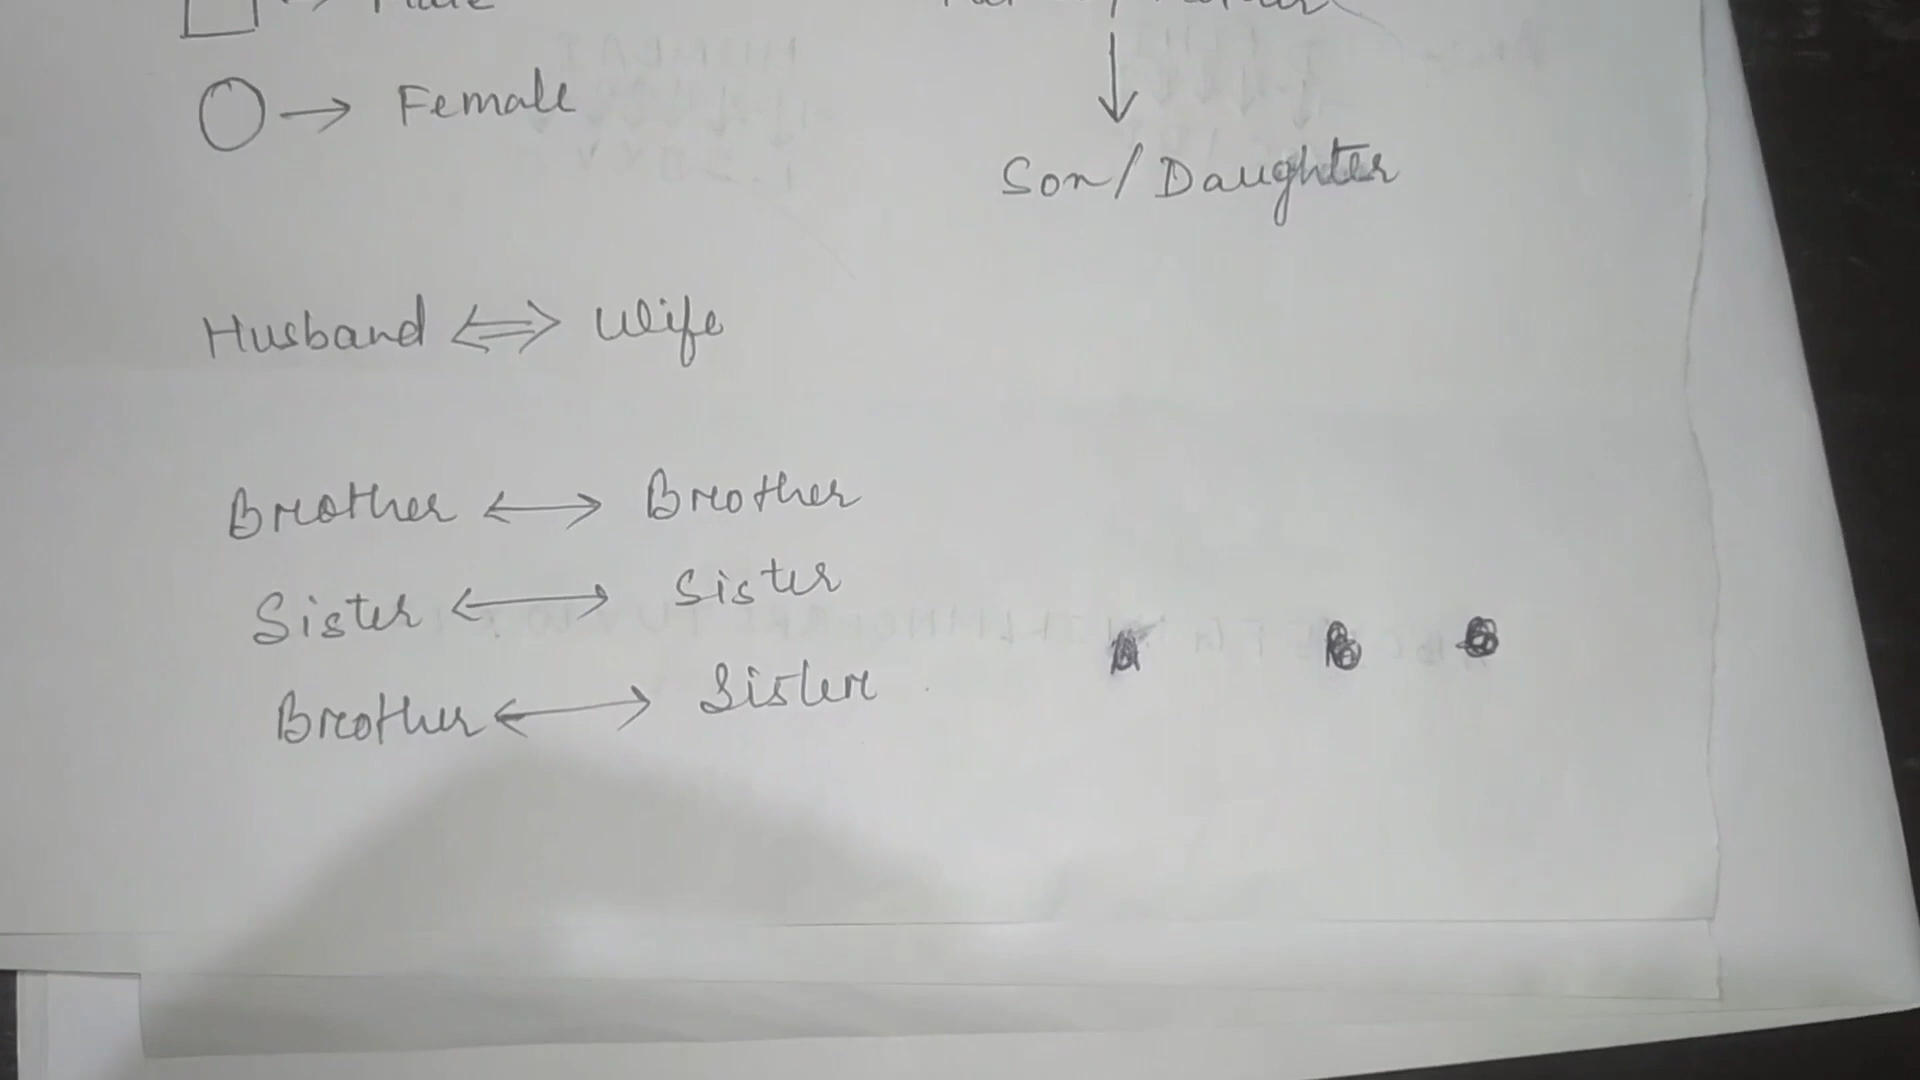 ○ → Female
↓
Son/Daughter
Husband ⇔ Wife
Brother ↔ Brother
Sister ↔ Sister
Brother ↔ Sister